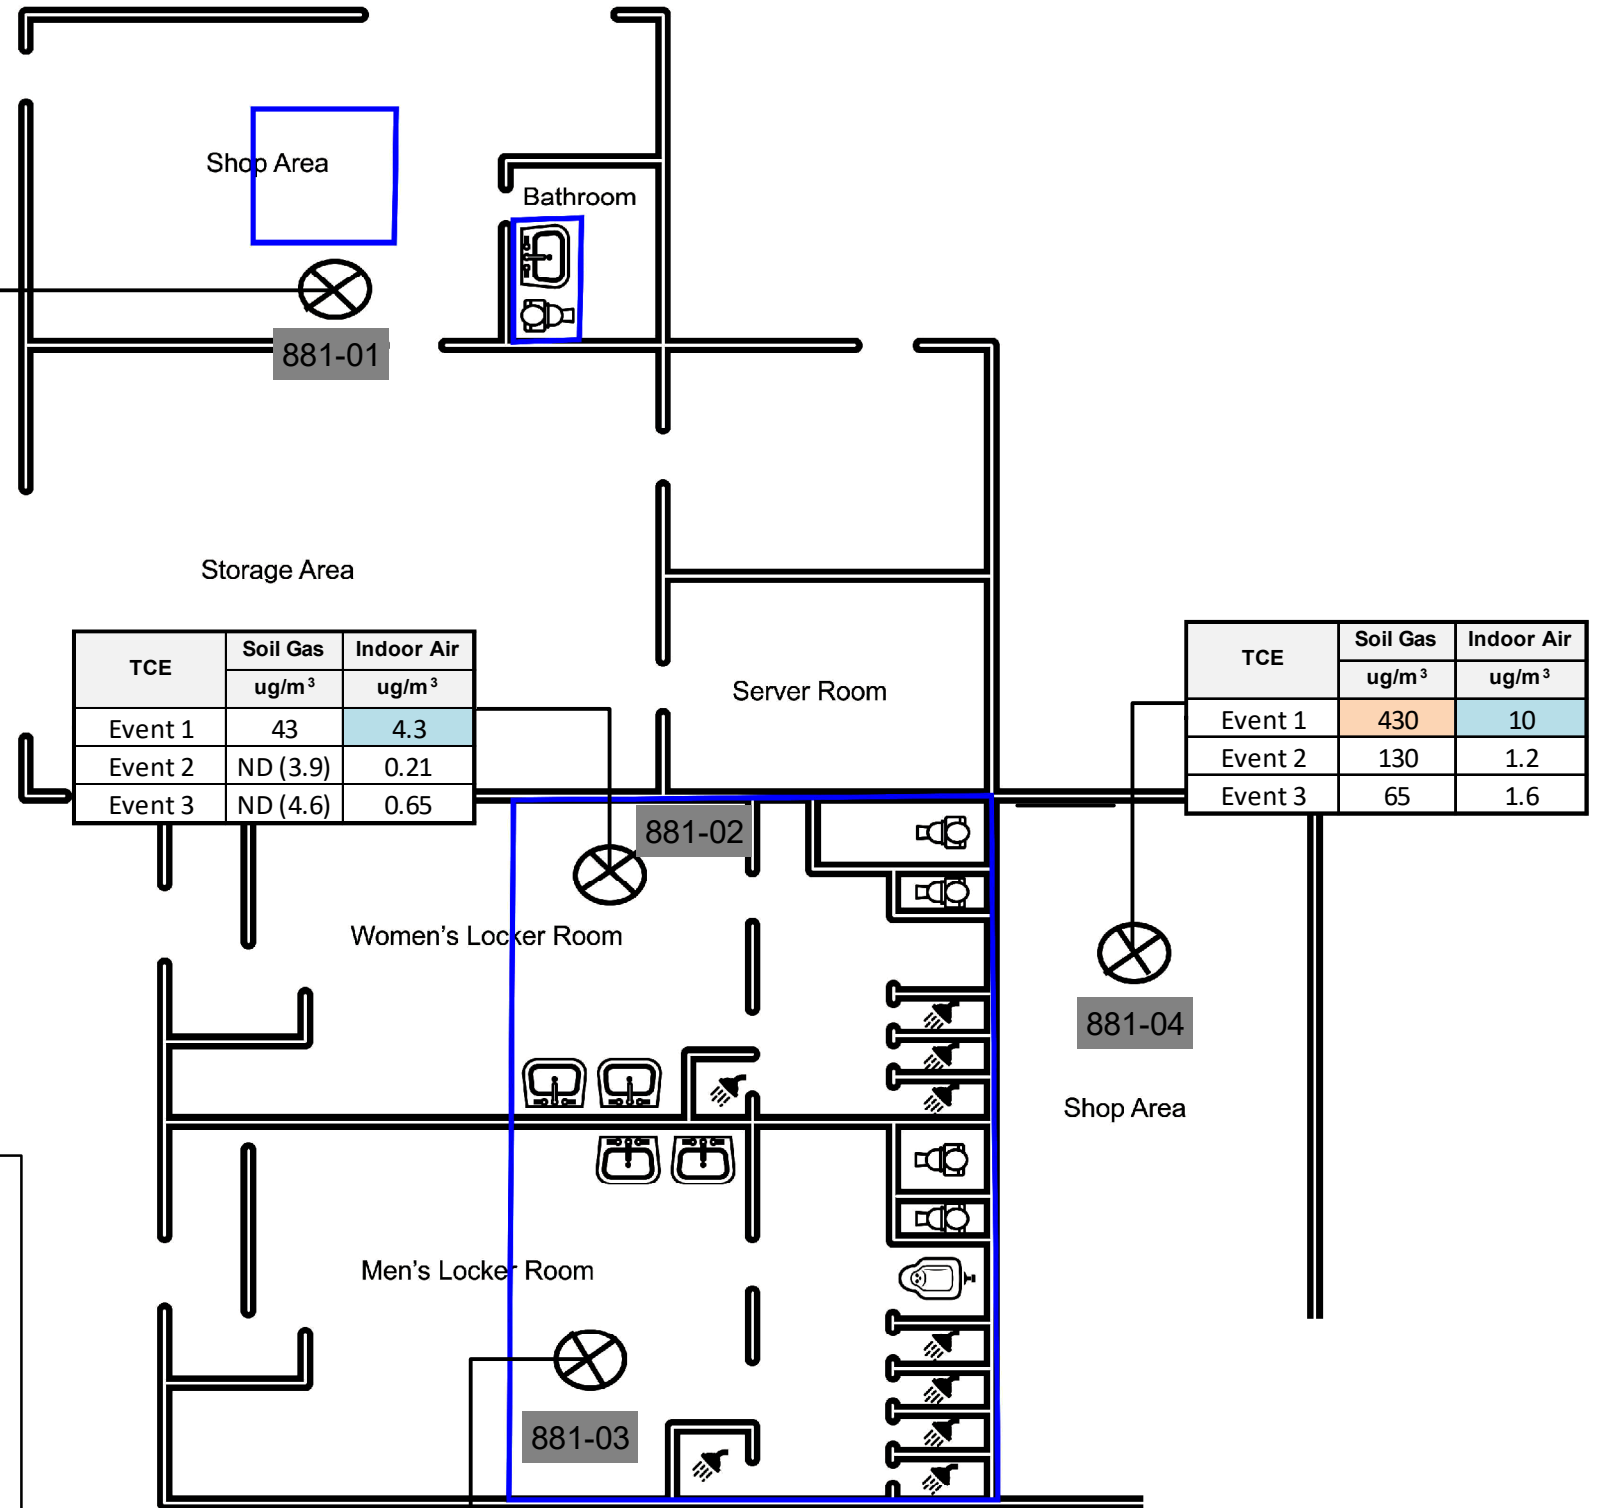 Shop Area
Bathroom
881-01
Storage Area
TCE Soil Gas Indoor Air
ug/m³ ug/m³
Event 1 43 4.3
Event 2 ND (3.9) 0.21
Event 3 ND (4.6) 0.65
Server Room
TCE Soil Gas Indoor Air
ug/m³ ug/m³
Event 1 430 10
Event 2 130 1.2
Event 3 65 1.6
881-02
Women's Locker Room
881-04
Shop Area
Men's Locker Room
881-03